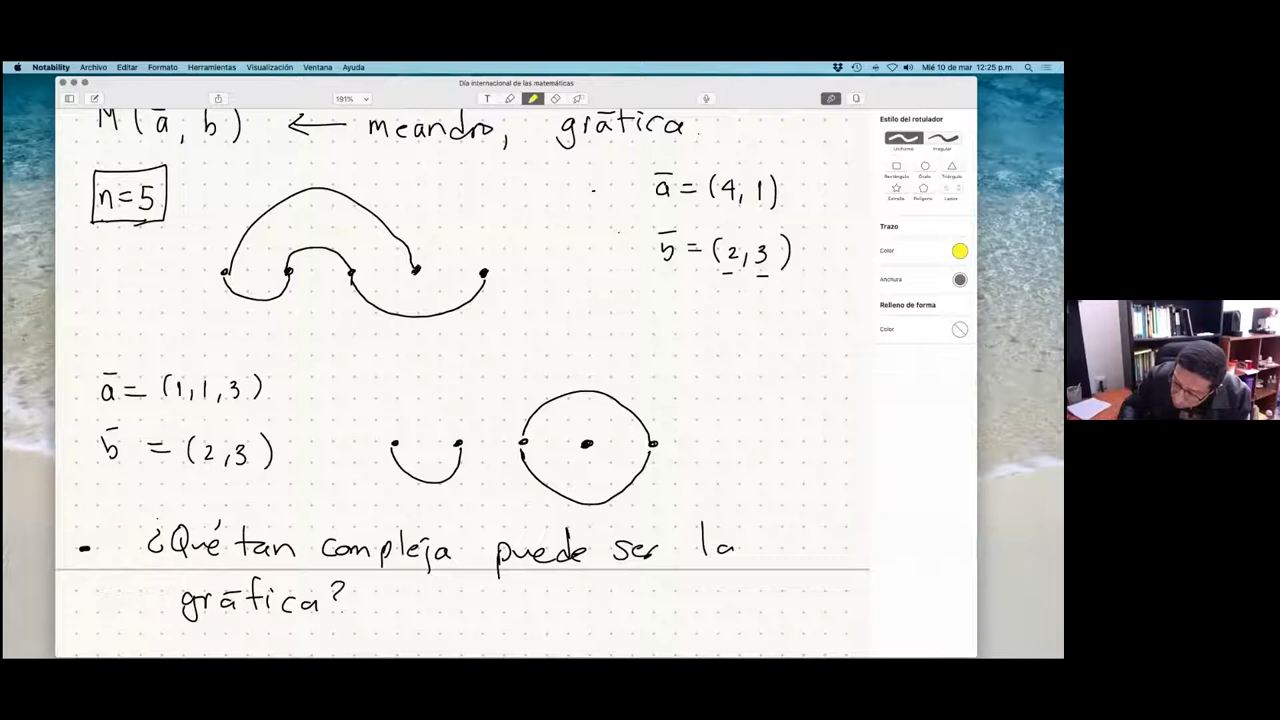 Notability Archivo Editar Formato Herramientas Visualización Ventana Ayuda Mié 10 de mar 12:25 p.m.
Día internacional de las matemáticas
191% T
M(a̅, b) ← meandro, gráfica.
n=5
a̅ = (4, 1)
b̅ = (2, 3)
a̅ = (1, 1, 3)
b̅ = (2, 3)
- ¿Qué tan compleja puede ser la
gráfica?
Estilo del rotulador
Uniforme Irregular
Rectángulo Óvalo Triángulo
Estrella Polígono Lados
Trazo
Color
Anchura
Relleno de forma
Color